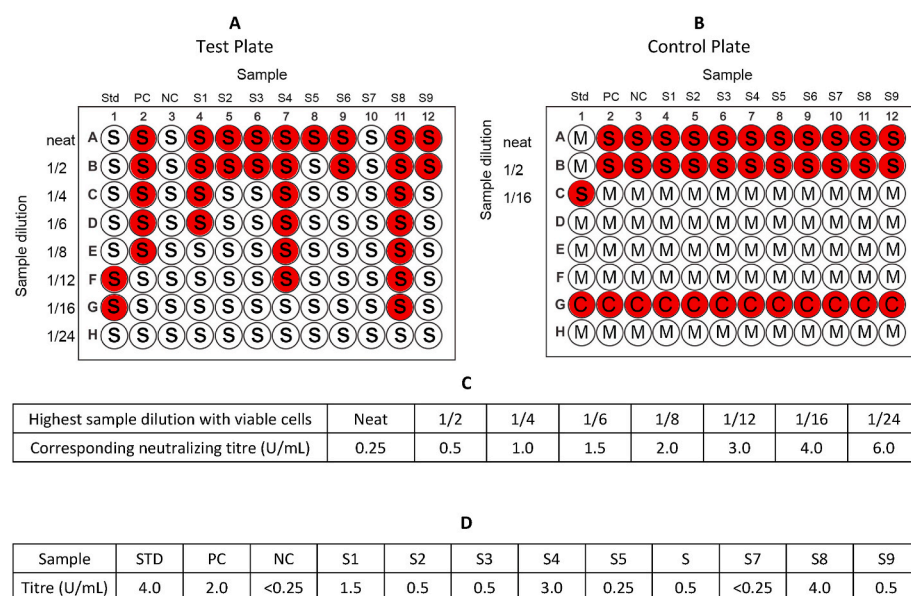 A
Test Plate
Sample
Std PC NC S1 S2 S3 S4 S5 S6 S7 S8 S9
1 2 3 4 5 6 7 8 9 10 11 12
Sample dilution
neat A S S S S S S S S S S S S
1/2 B S S S S S S S S S S S S
1/4 C S S S S S S S S S S S S
1/6 D S S S S S S S S S S S S
1/8 E S S S S S S S S S S S S
1/12 F S S S S S S S S S S S S
1/16 G S S S S S S S S S S S S
1/24 H S S S S S S S S S S S S
B
Control Plate
Sample
Std PC NC S1 S2 S3 S4 S5 S6 S7 S8 S9
1 2 3 4 5 6 7 8 9 10 11 12
Sample dilution
neat A M S S S S S S S S S S S
1/2 B M S S S S S S S S S S S
1/16 C S M M M M M M M M M M M
D M M M M M M M M M M M M
E M M M M M M M M M M M M
F M M M M M M M M M M M M
G C C C C C C C C C C C C
H M M M M M M M M M M M M
C
Highest sample dilution with viable cells Neat 1/2 1/4 1/6 1/8 1/12 1/16 1/24
Corresponding neutralizing titre (U/mL) 0.25 0.5 1.0 1.5 2.0 3.0 4.0 6.0
D
Sample STD PC NC S1 S2 S3 S4 S5 S S7 S8 S9
Titre (U/mL) 4.0 2.0 <0.25 1.5 0.5 0.5 3.0 0.25 0.5 <0.25 4.0 0.5